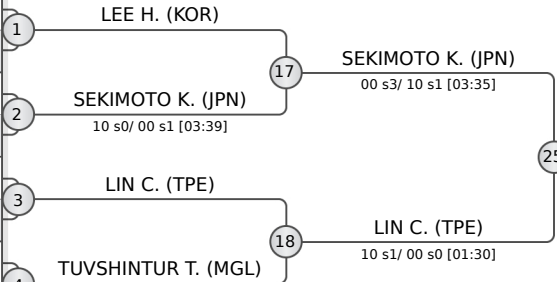 LEE H. (KOR)
1
SEKIMOTO K. (JPN)
17
00 s3/ 10 s1 [03:35]
SEKIMOTO K. (JPN)
2
10 s0/ 00 s1 [03:39]
25
LIN C. (TPE)
3
LIN C. (TPE)
18
10 s1/ 00 s0 [01:30]
TUVSHINTUR T. (MGL)